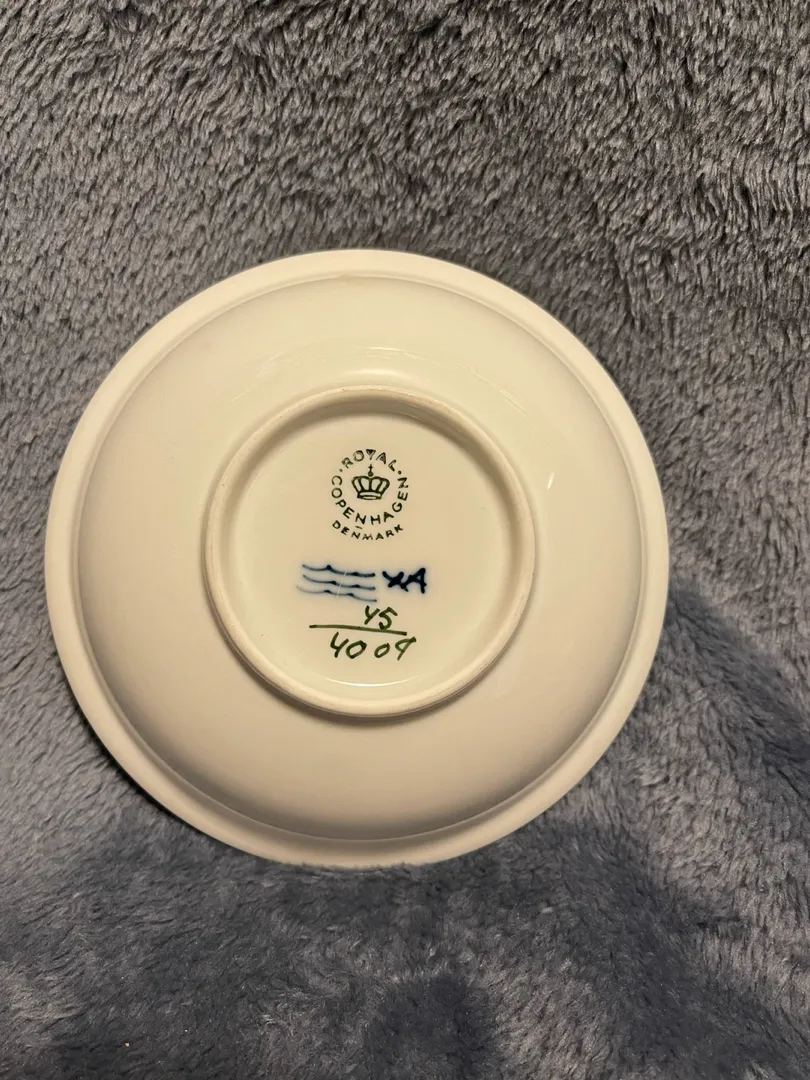 ROYAL
COPENHAGEN
DENMARK
XA
45
4009